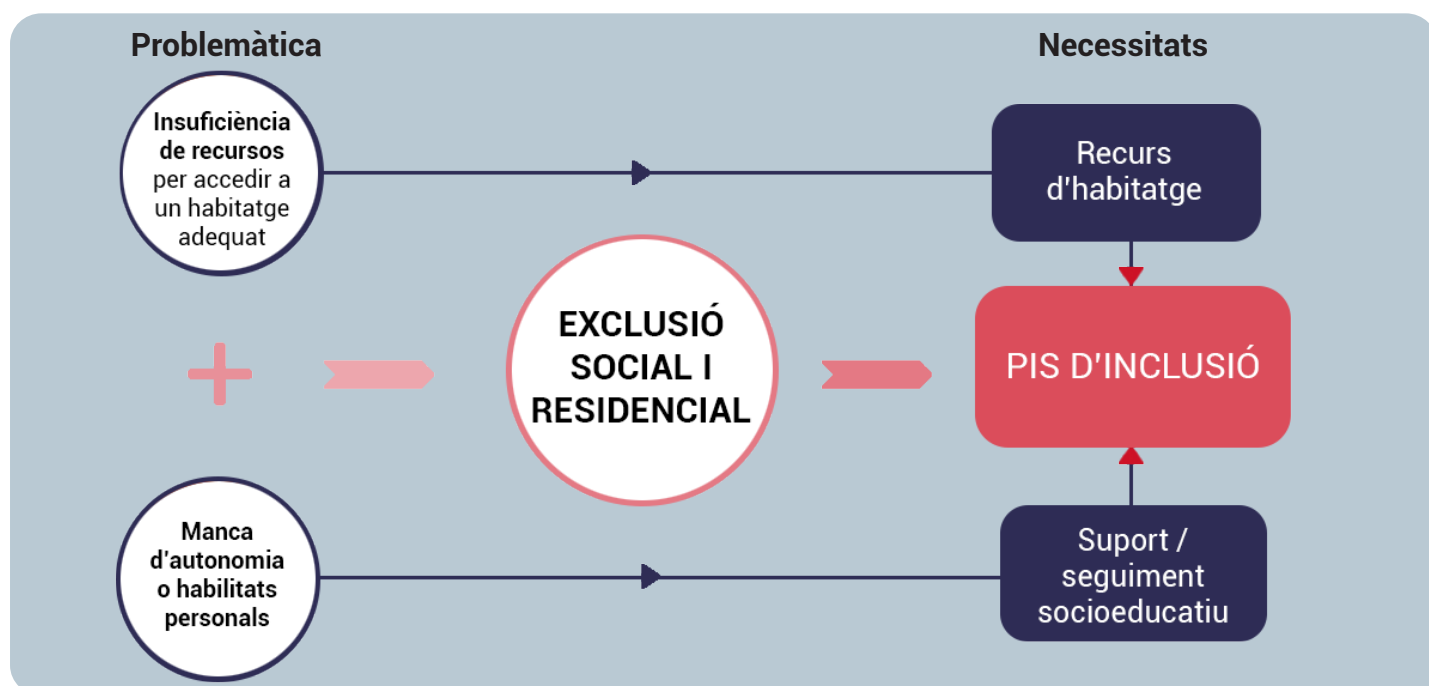 Problemàtica
Necessitats
Insuficiència
de recursos
per accedir a
un habitatge
adequat
Recurs
d'habitatge
EXCLUSIÓ
SOCIAL I
RESIDENCIAL
PIS D'INCLUSIÓ
Manca
d'autonomia
o habilitats
personals
Suport /
seguiment
socioeducatiu